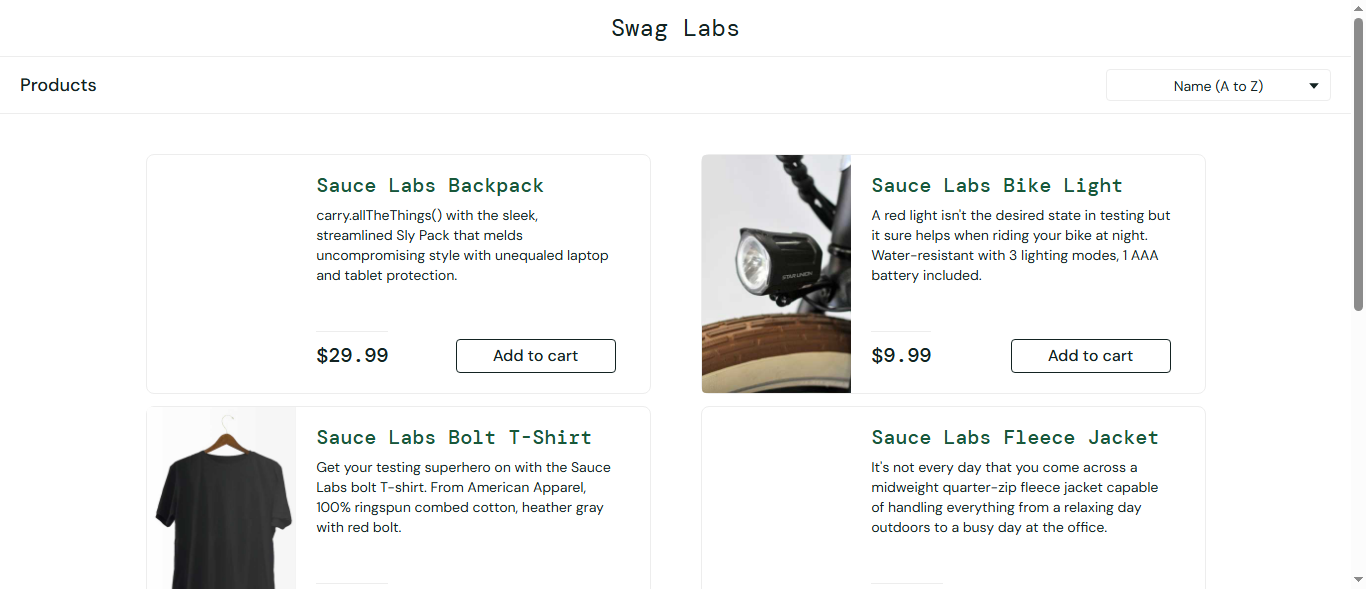 Swag Labs
Products
Name (A to Z)
Sauce Labs Backpack
carry.allTheThings() with the sleek,
streamlined Sly Pack that melds
uncompromising style with unequaled laptop
and tablet protection.
$29.99
Add to cart
Sauce Labs Bike Light
A red light isn't the desired state in testing but
it sure helps when riding your bike at night.
Water-resistant with 3 lighting modes, 1 AAA
battery included.
$9.99
Add to cart
STAR UNION
Sauce Labs Bolt T-Shirt
Get your testing superhero on with the Sauce
Labs bolt T-shirt. From American Apparel,
100% ringspun combed cotton, heather gray
with red bolt.
Sauce Labs Fleece Jacket
It's not every day that you come across a
midweight quarter-zip fleece jacket capable
of handling everything from a relaxing day
outdoors to a busy day at the office.